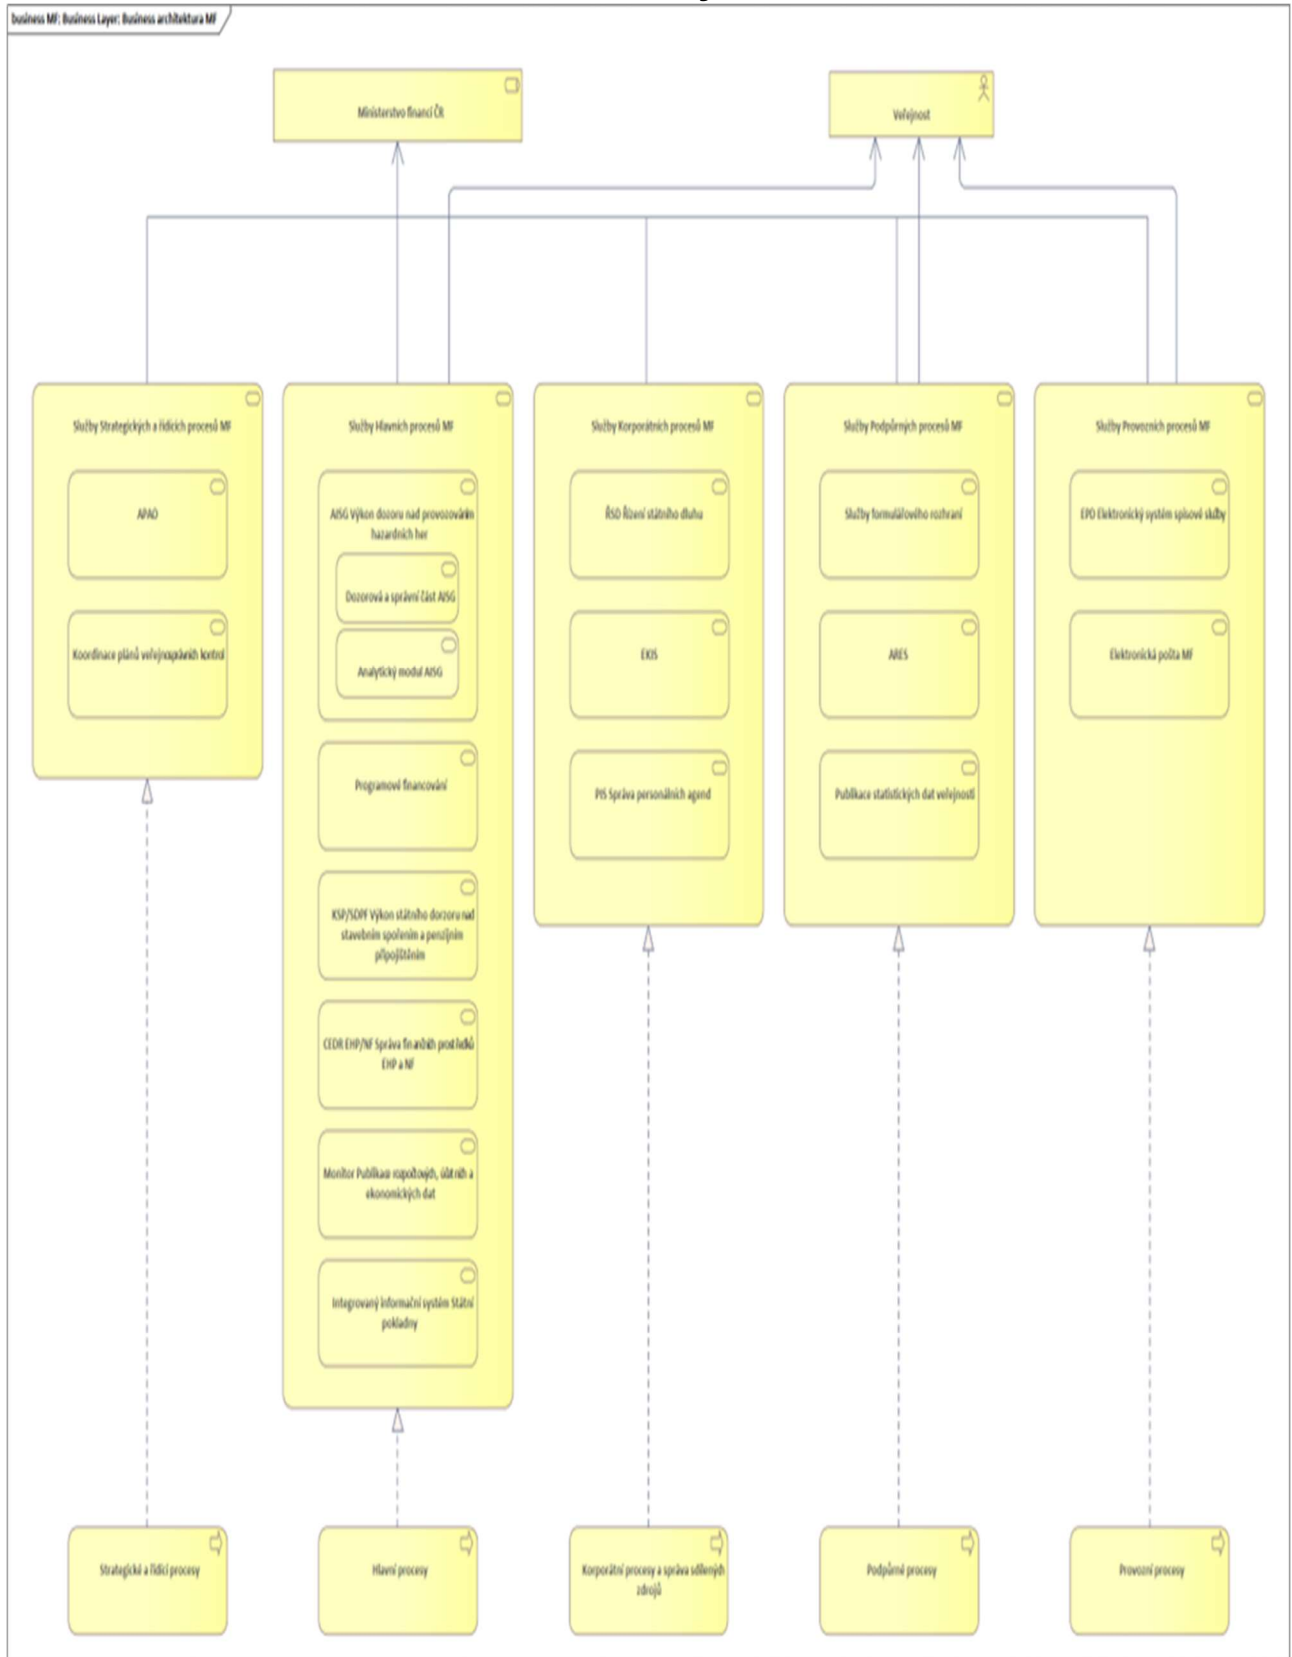 business MF: Business Layer: Business architektura MF
Ministerstvo financí ČR
Veřejnost
Služby Strategických a řídicích procesů MF
APAO
Koordinace plánů veřejnosprávních kontrol
Služby Hlavních procesů MF
AISG Výkon dozoru nad provozováním
hazardních her
Dozorová a správní část AISG
Analytický modul AISG
Programové financování
KSP/SDPF Výkon státního dorzoru nad
stavebním spořením a penzijním
připojištěním
CEDR EHP/NF Správa finančních prostředků
EHP a NF
Monitor Publikace rozpočtových, účetních a
ekonomických dat
Integrovaný informační systém Státní
pokladny
Služby Korporátních procesů MF
ŘSD Řízení státního dluhu
EKIS
PIS Správa personálních agend
Služby Podpůrných procesů MF
Služby formulářového rozhraní
ARES
Publikace statistických dat veřejnosti
Služby Provozních procesů MF
EPD Elektronický systém spisové služby
Elektronická pošta MF
Strategické a řídicí procesy
Hlavní procesy
Korporátní procesy a správa sdílených
zdrojů
Podpůrné procesy
Provozní procesy